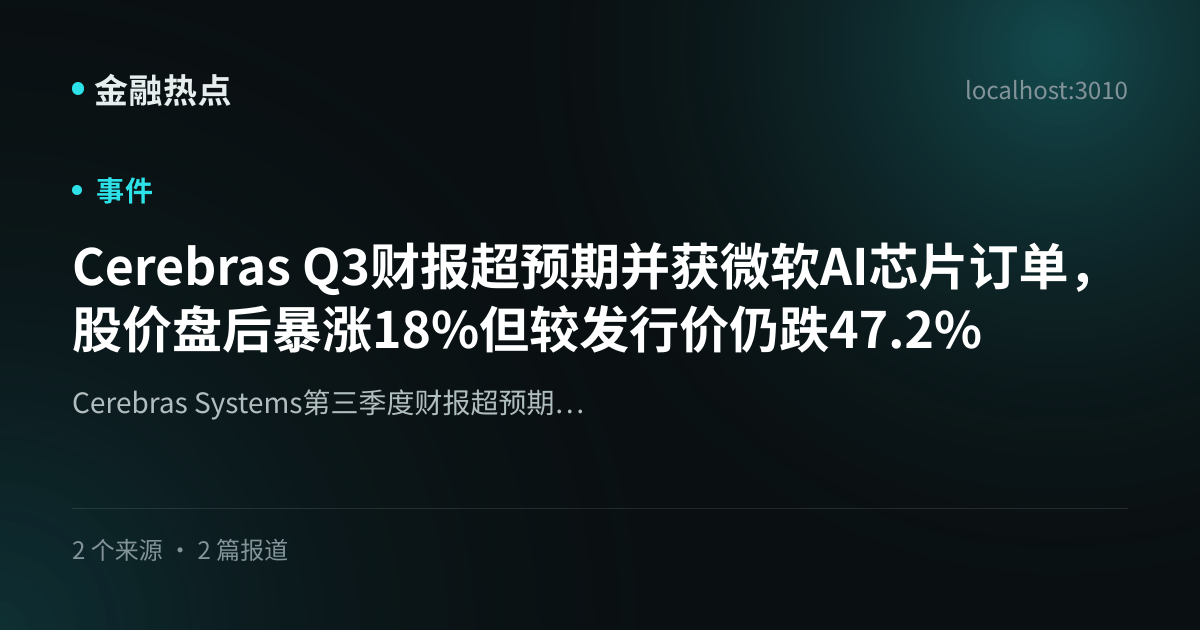 金融热点
localhost:3010
事件
Cerebras Q3财报超预期并获微软AI芯片订单，
股价盘后暴涨18%但较发行价仍跌47.2%
Cerebras Systems第三季度财报超预期…
2 个来源 · 2 篇报道